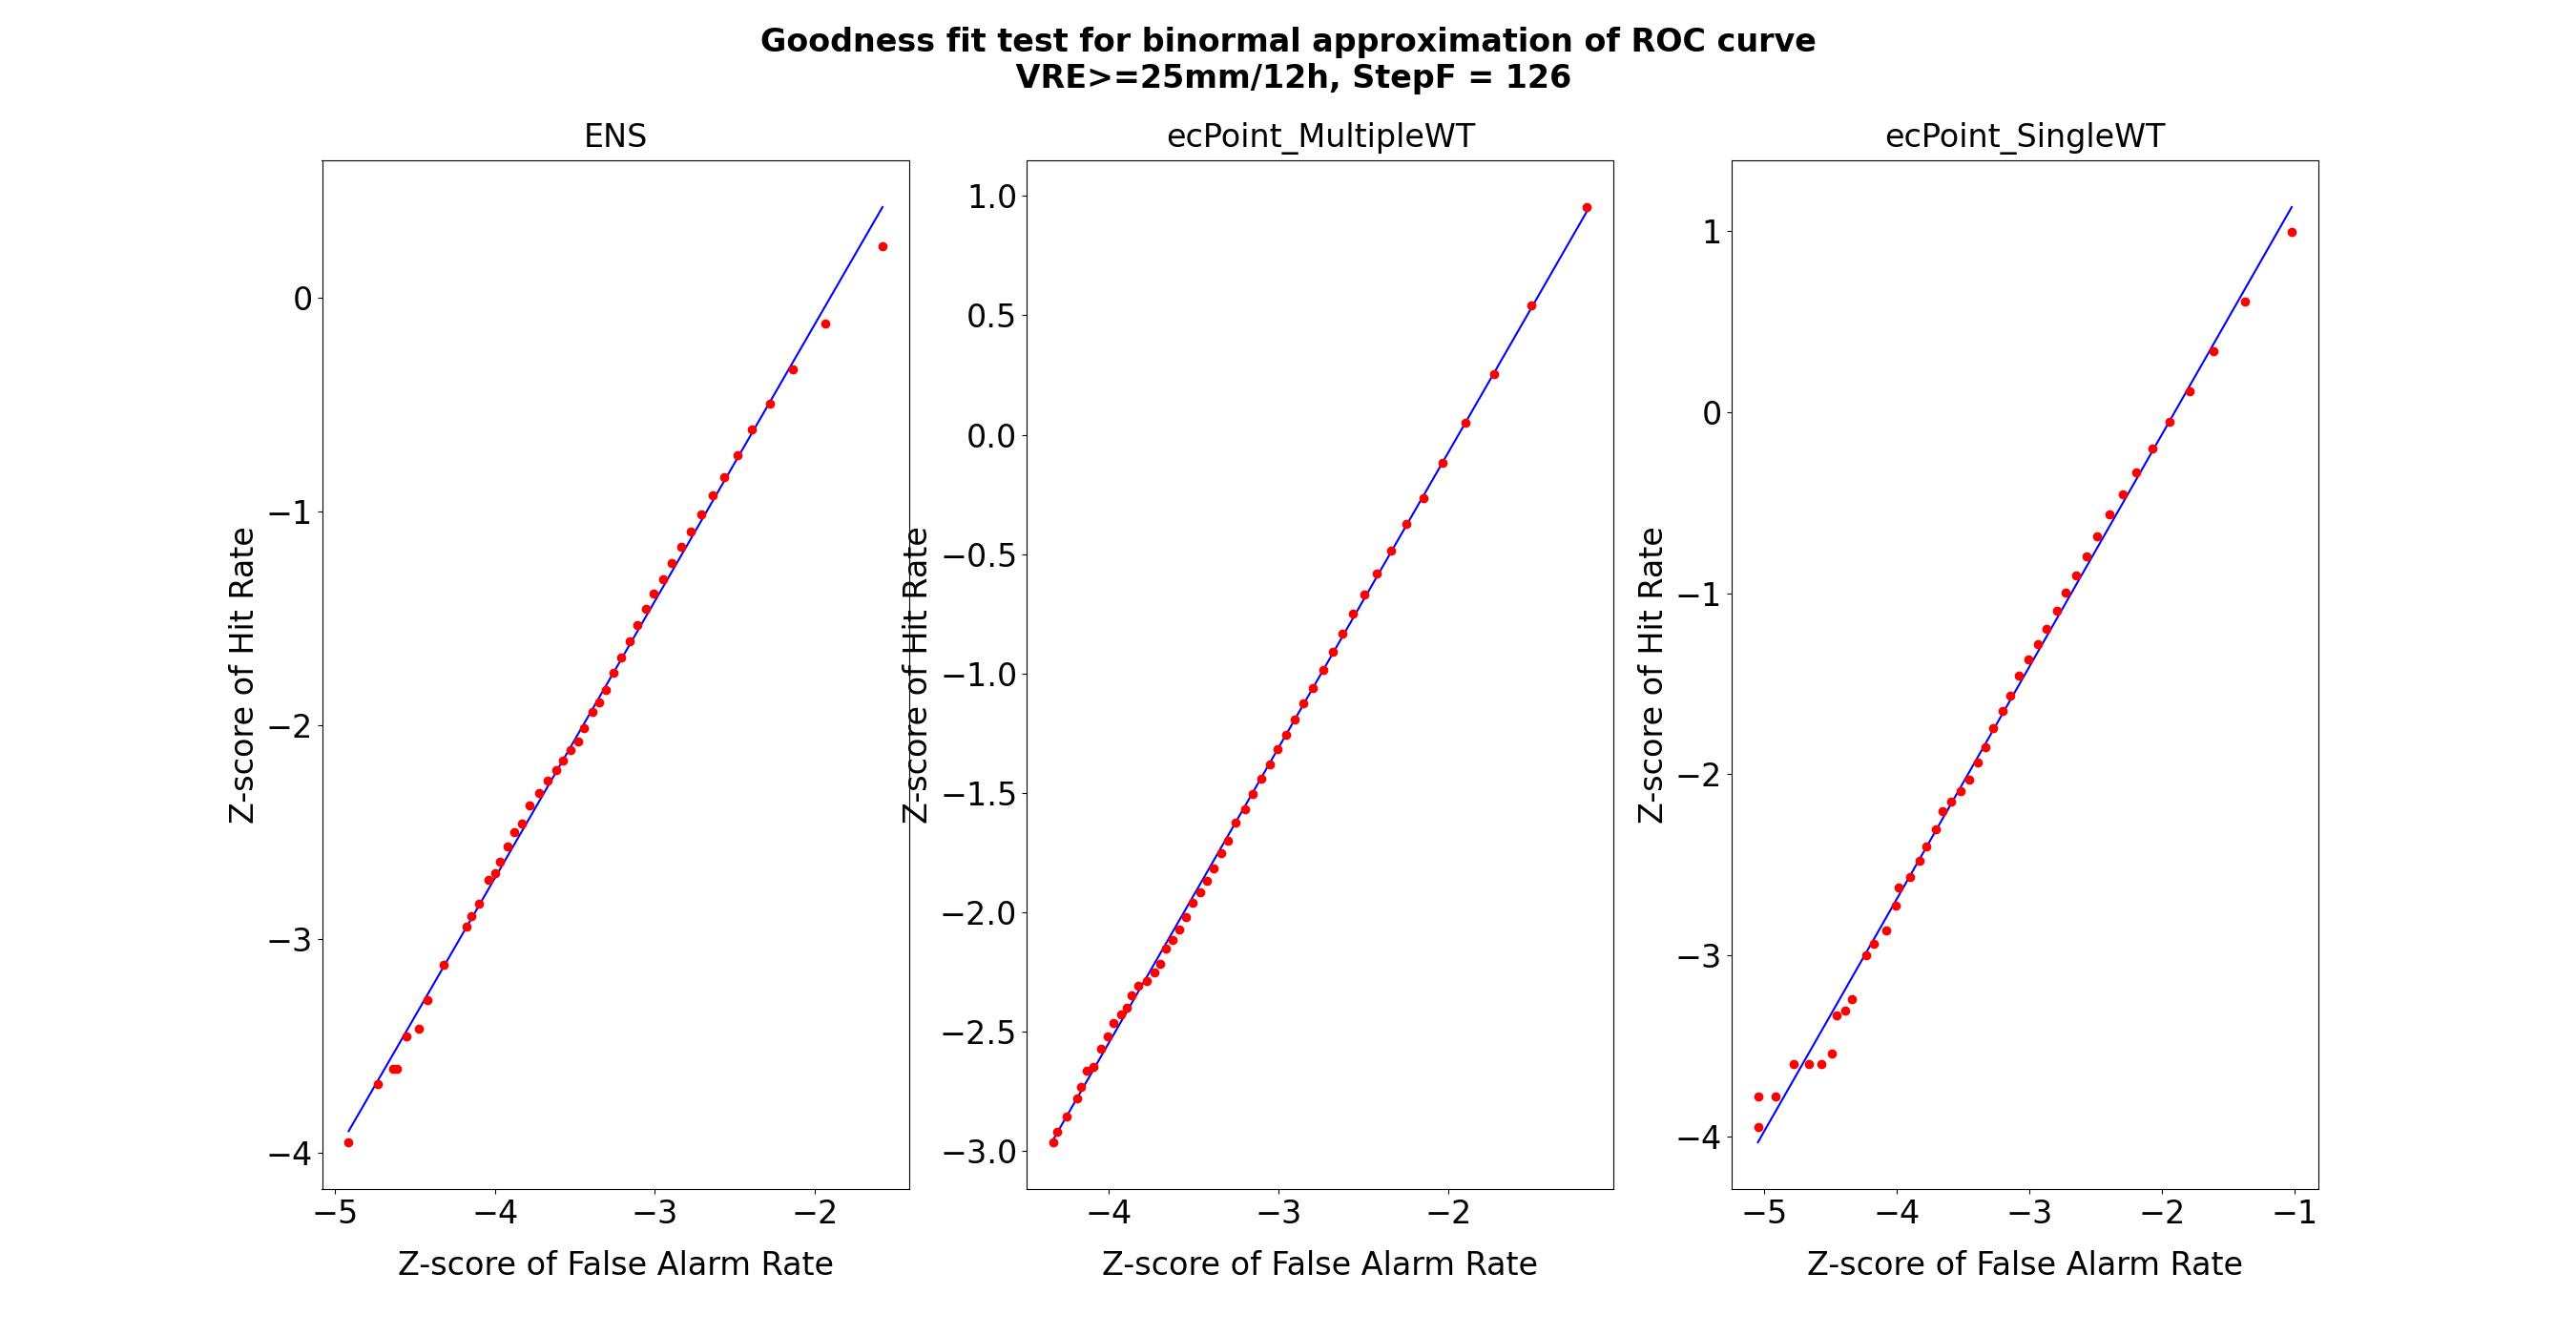 Goodness fit test for binormal approximation of ROC curve
VRE>=25mm/12h, StepF = 126
ENS
0
−1
−2
−3
−4
Z-score of Hit Rate
−5 −4 −3 −2
Z-score of False Alarm Rate
ecPoint_MultipleWT
1.0
0.5
0.0
−0.5
−1.0
−1.5
−2.0
−2.5
−3.0
Z-score of Hit Rate
−4 −3 −2
Z-score of False Alarm Rate
ecPoint_SingleWT
1
0
−1
−2
−3
−4
Z-score of Hit Rate
−5 −4 −3 −2 −1
Z-score of False Alarm Rate